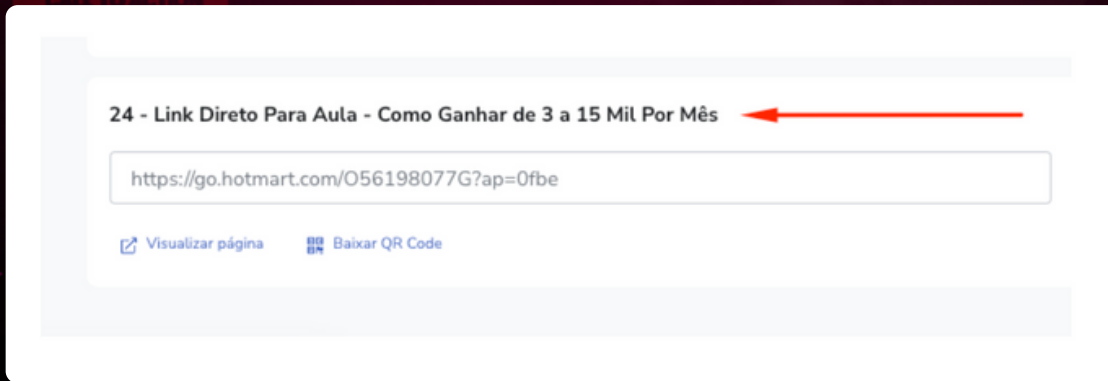 24 - Link Direto Para Aula - Como Ganhar de 3 a 15 Mil Por Mês
https://go.hotmart.com/O56198077G?ap=0fbe
Visualizar página Baixar QR Code